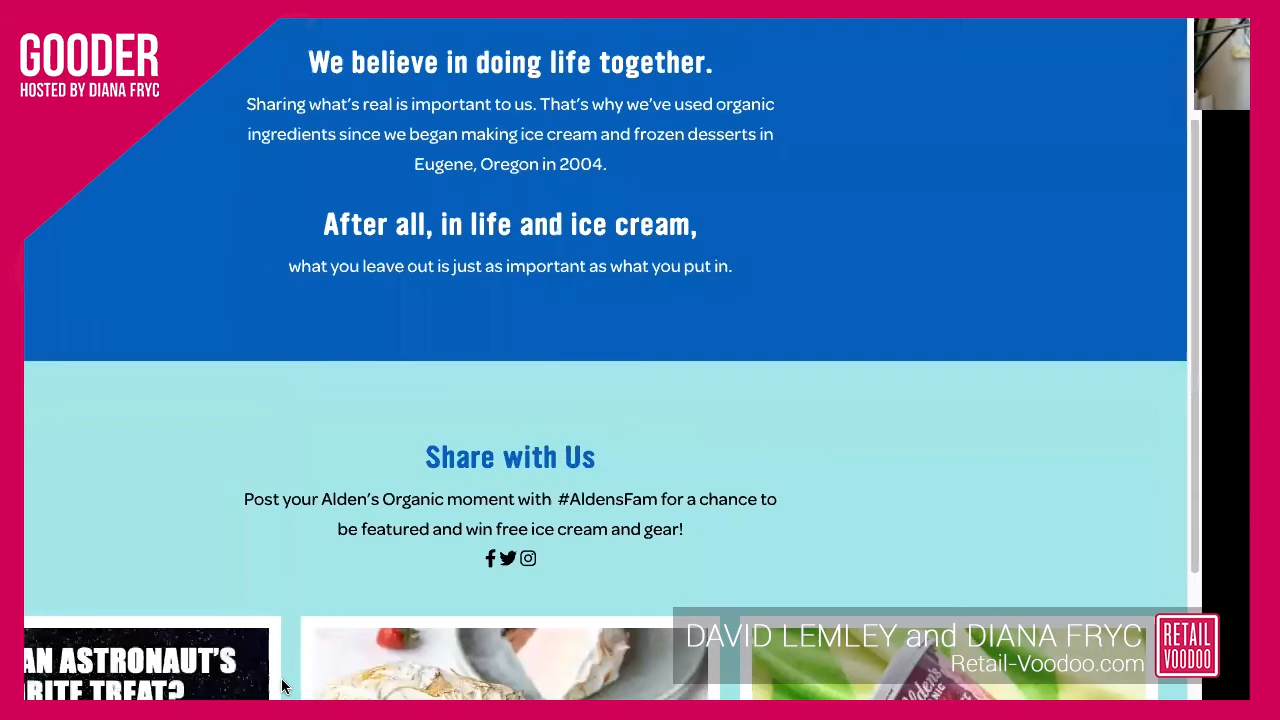 GOODER
HOSTED BY DIANA FRYC
We believe in doing life together.
Sharing what's real is important to us. That's why we've used organic
ingredients since we began making ice cream and frozen desserts in
Eugene, Oregon in 2004.
After all, in life and ice cream,
what you leave out is just as important as what you put in.
Share with Us
Post your Alden's Organic moment with #AldensFam for a chance to
be featured and win free ice cream and gear!
AN ASTRONAUT'S
RITE TREAT?
DAVID LEMLEY and DIANA FRYC
Retail-Voodoo.com
RETAIL
VOODOO